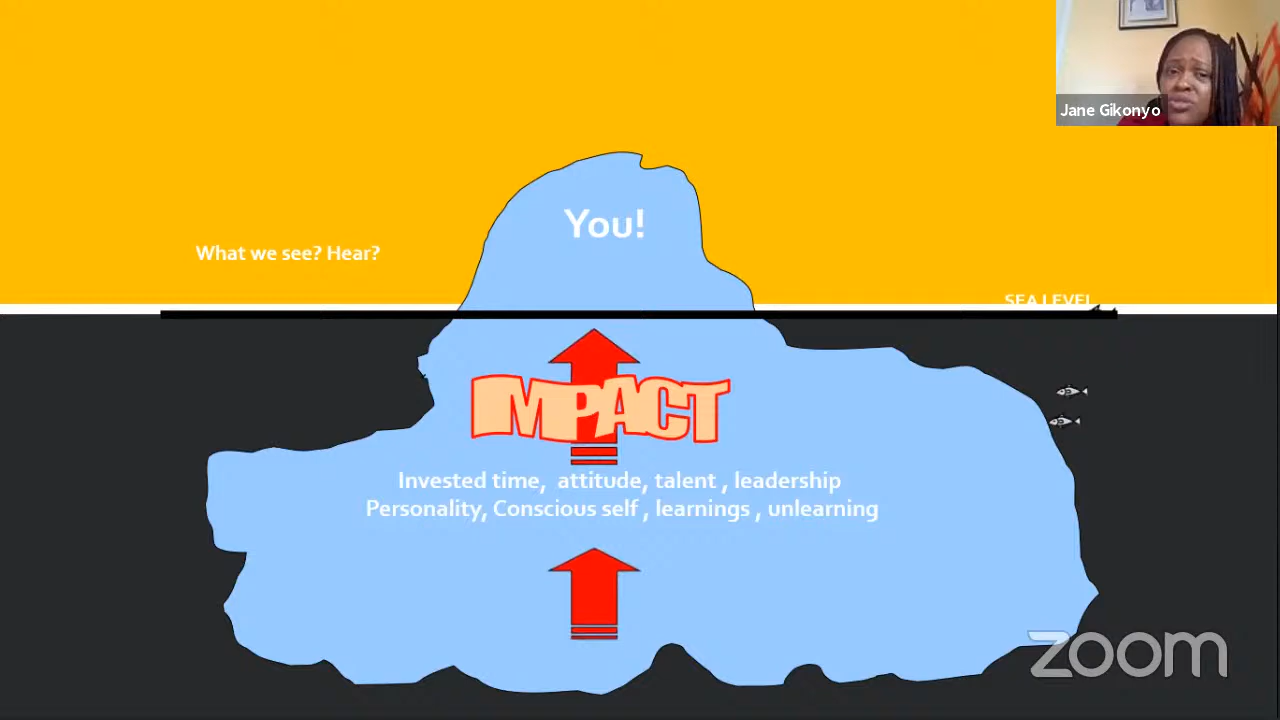 Jane Gikonyo
You!
What we see? Hear?
SEA LEVEL
IMPACT
Invested time, attitude, talent , leadership
Personality, Conscious self , learnings , unlearning
zoom